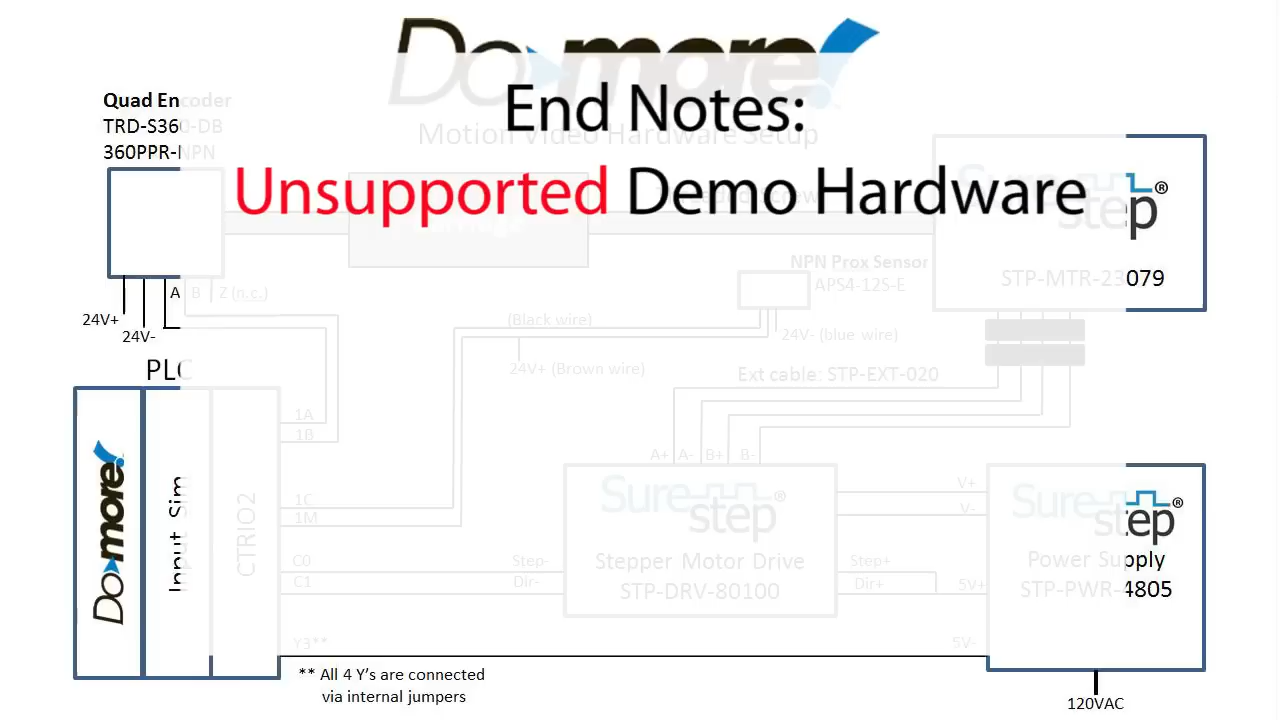 Do-more!
End Notes:
Motion Video Hardware Setup
Unsupported Demo Hardware
Quad Encoder
TRD-S360-DB
360PPR-NPN
Sure
step®
STP-MTR-23079
NPN Prox Sensor
APS4-12S-E
A B Z (n.c.)
24V+
24V-
(Black wire)
24V- (blue wire)
24V+ (Brown wire)
Ext cable: STP-EXT-020
PLC
Do-more!
Input Sim
CTRIO2
1A
1B
1C
1M
C0
C1
Y3**
A+ A- B+ B-
Sure
step®
Stepper Motor Drive
STP-DRV-80100
Step-
Dir-
Step+
Dir+
V+
V-
5V+
5V-
Sure
step®
Power Supply
STP-PWR-4805
120VAC
** All 4 Y's are connected
via internal jumpers